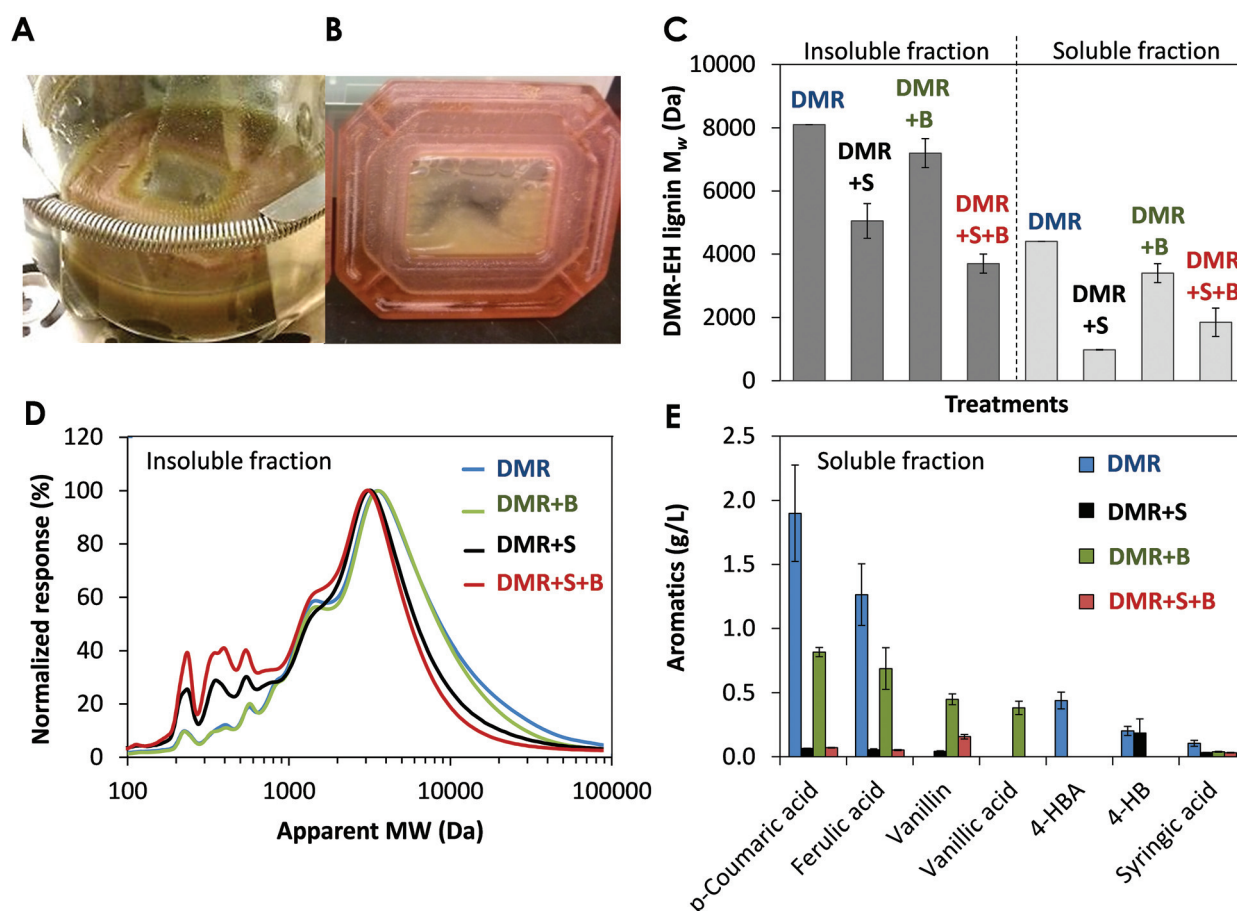 A
B
C
Insoluble fraction
Soluble fraction
10000
8000
6000
4000
2000
0
DMR-EH lignin Mw (Da)
DMR
DMR
+S
DMR
+B
DMR
+S+B
DMR
DMR
+S
DMR
+B
DMR
+S+B
Treatments
D
120
100
80
60
40
20
0
Normalized response (%)
Insoluble fraction
DMR
DMR+B
DMR+S
DMR+S+B
100
1000
10000
100000
Apparent MW (Da)
E
2.5
2.0
1.5
1.0
0.5
0.0
Aromatics (g/L)
Soluble fraction
DMR
DMR+S
DMR+B
DMR+S+B
p-Coumaric acid
Ferulic acid
Vanillin
Vanillic acid
4-HBA
4-HB
Syringic acid